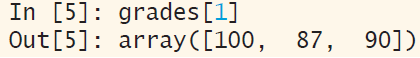 In [5]: grades[1]
Out[5]: array([100,  87,  90])